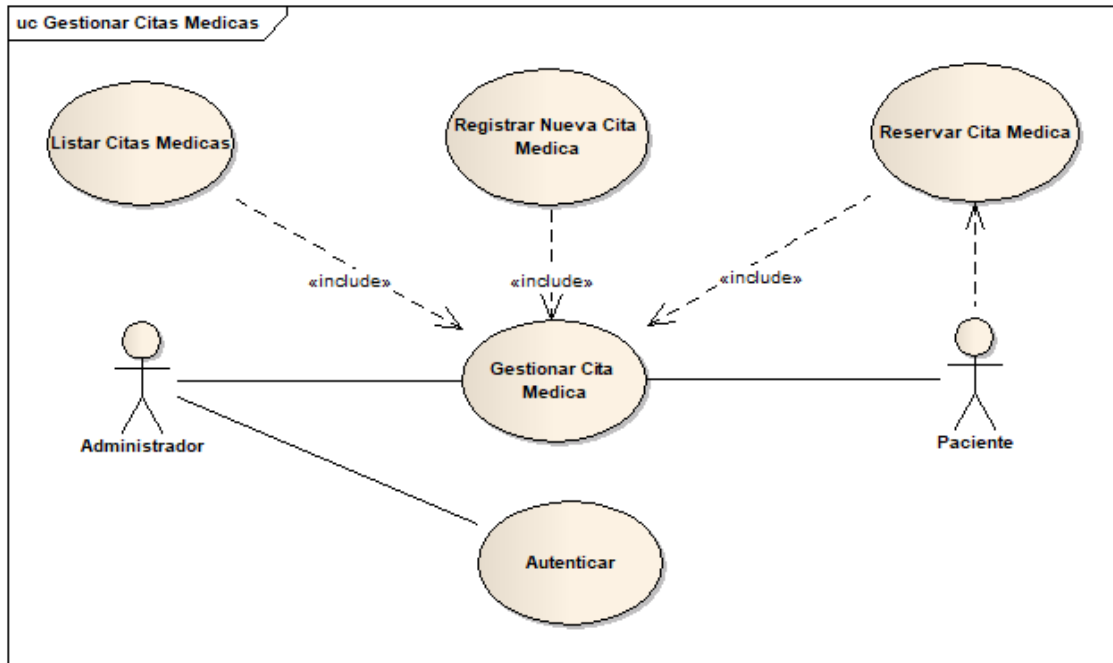 uc Gestionar Citas Medicas
Listar Citas Medicas
Registrar Nueva Cita
Medica
Reservar Cita Medica
«include»
«include»
«include»
Gestionar Cita
Medica
Administrador
Paciente
Autenticar